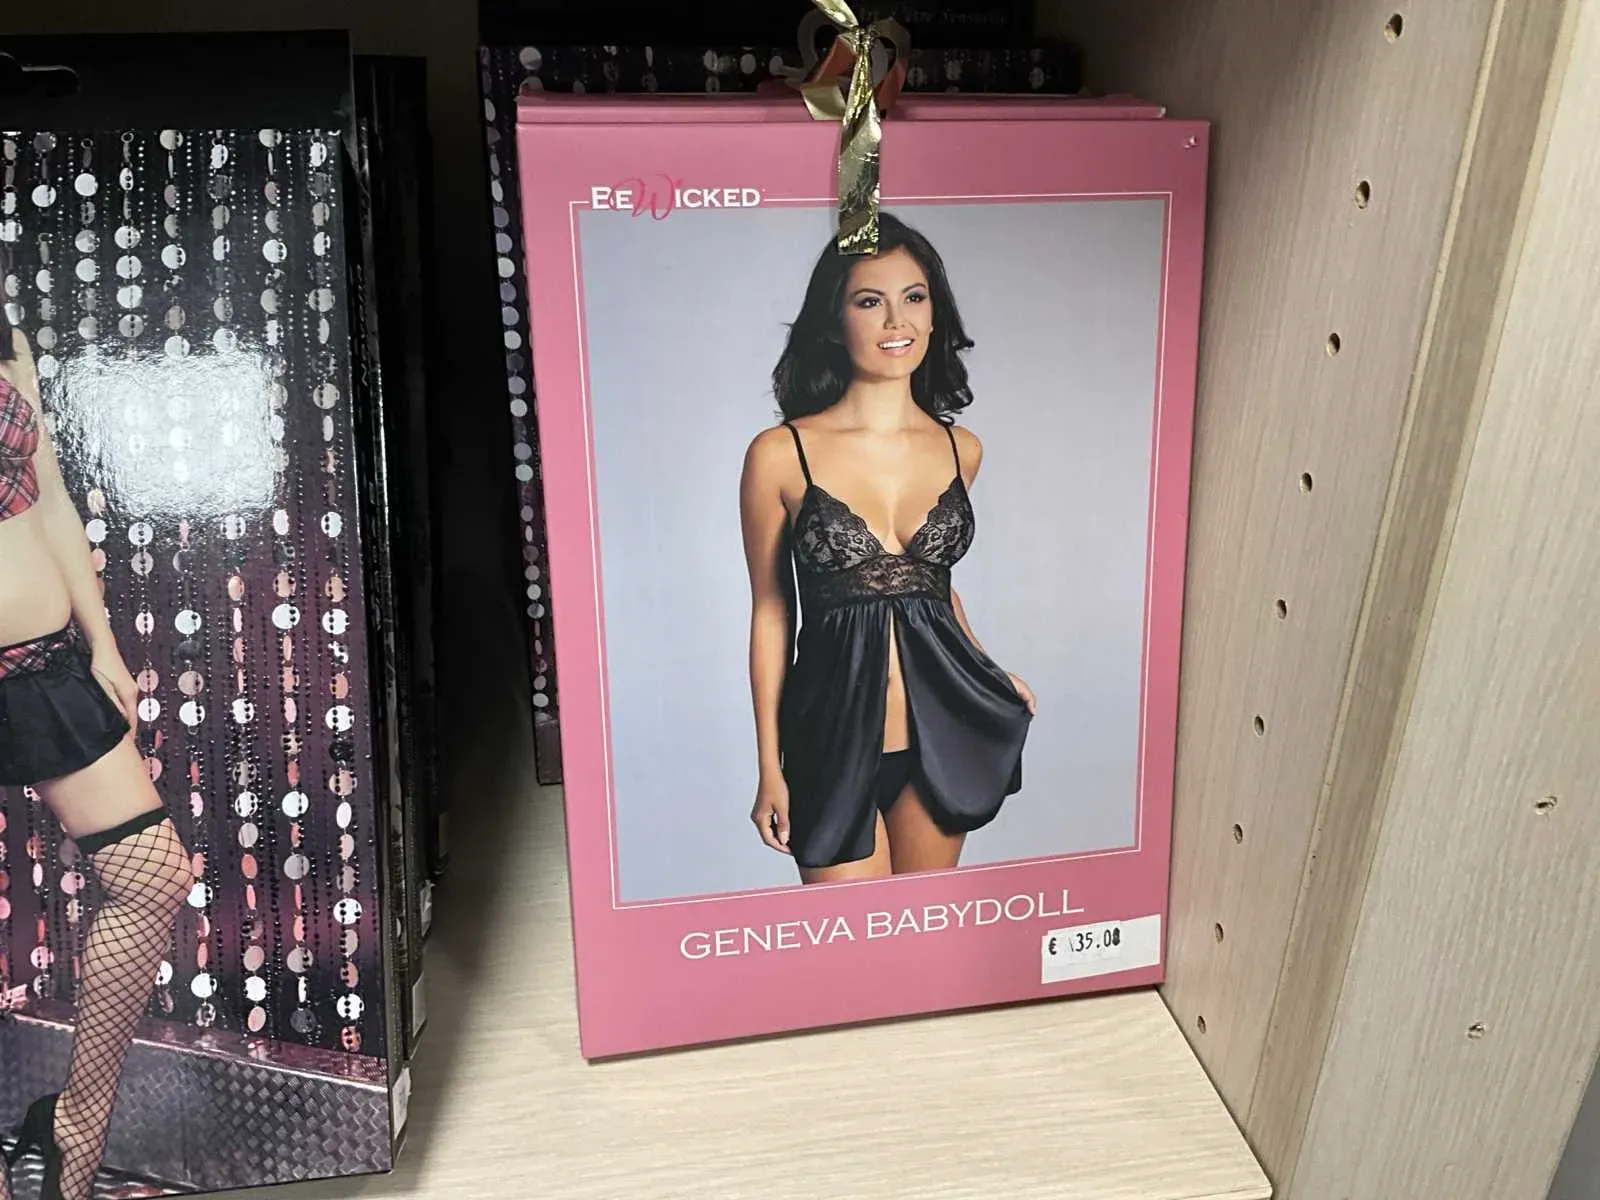 BeWicked
GENEVA BABYDOLL
€ 35.00